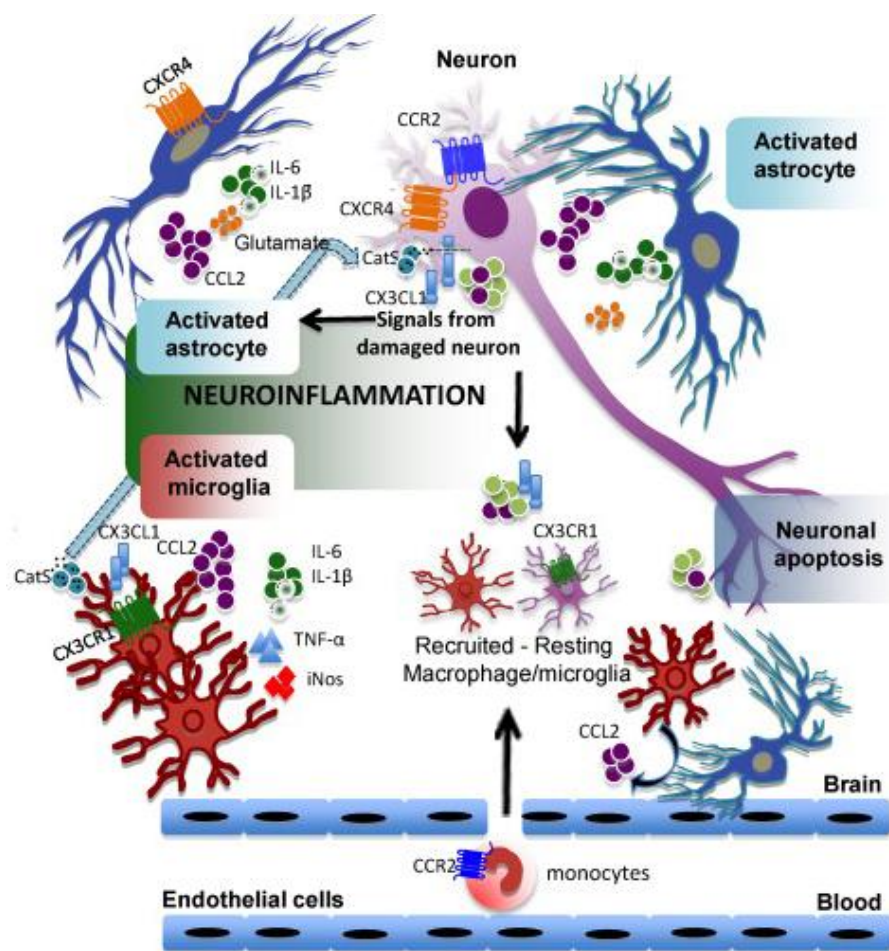 CXCR4
Neuron
CCR2
Activated
astrocyte
IL-6
IL-1β
CXCR4
Glutamate
CatS
CCL2
CX3CL1
Activated
astrocyte
Signals from
damaged neuron
NEUROINFLAMMATION
Activated
microglia
CX3CL1
CCL2
IL-6
IL-1β
CatS
CX3CR1
TNF-α
iNos
CX3CR1
Neuronal
apoptosis
Recruited - Resting
Macrophage/microglia
CCL2
Brain
CCR2
monocytes
Endothelial cells
Blood